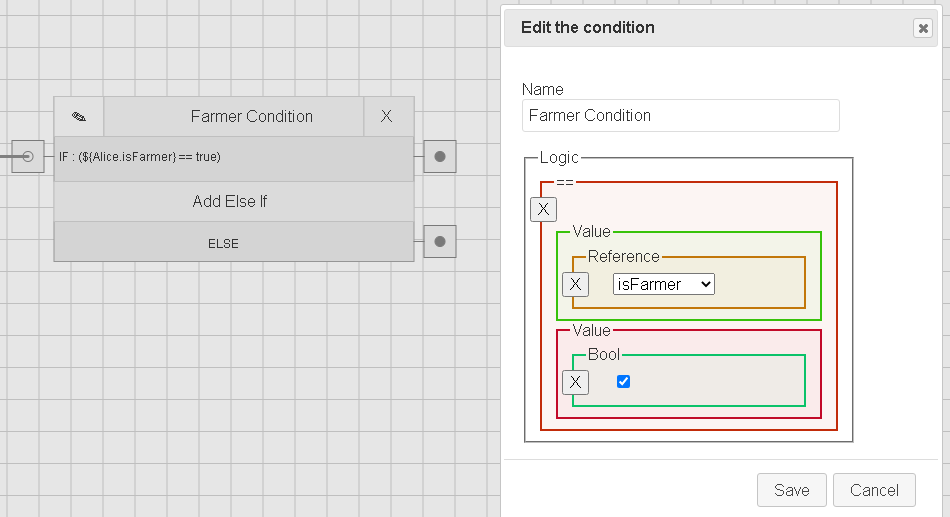 Farmer Condition
X
IF : (${Alice.isFarmer} == true)
Add Else If
ELSE
Edit the condition
Name
Farmer Condition
Logic
==
X
Value
Reference
X
isFarmer
Value
Bool
X
Save
Cancel